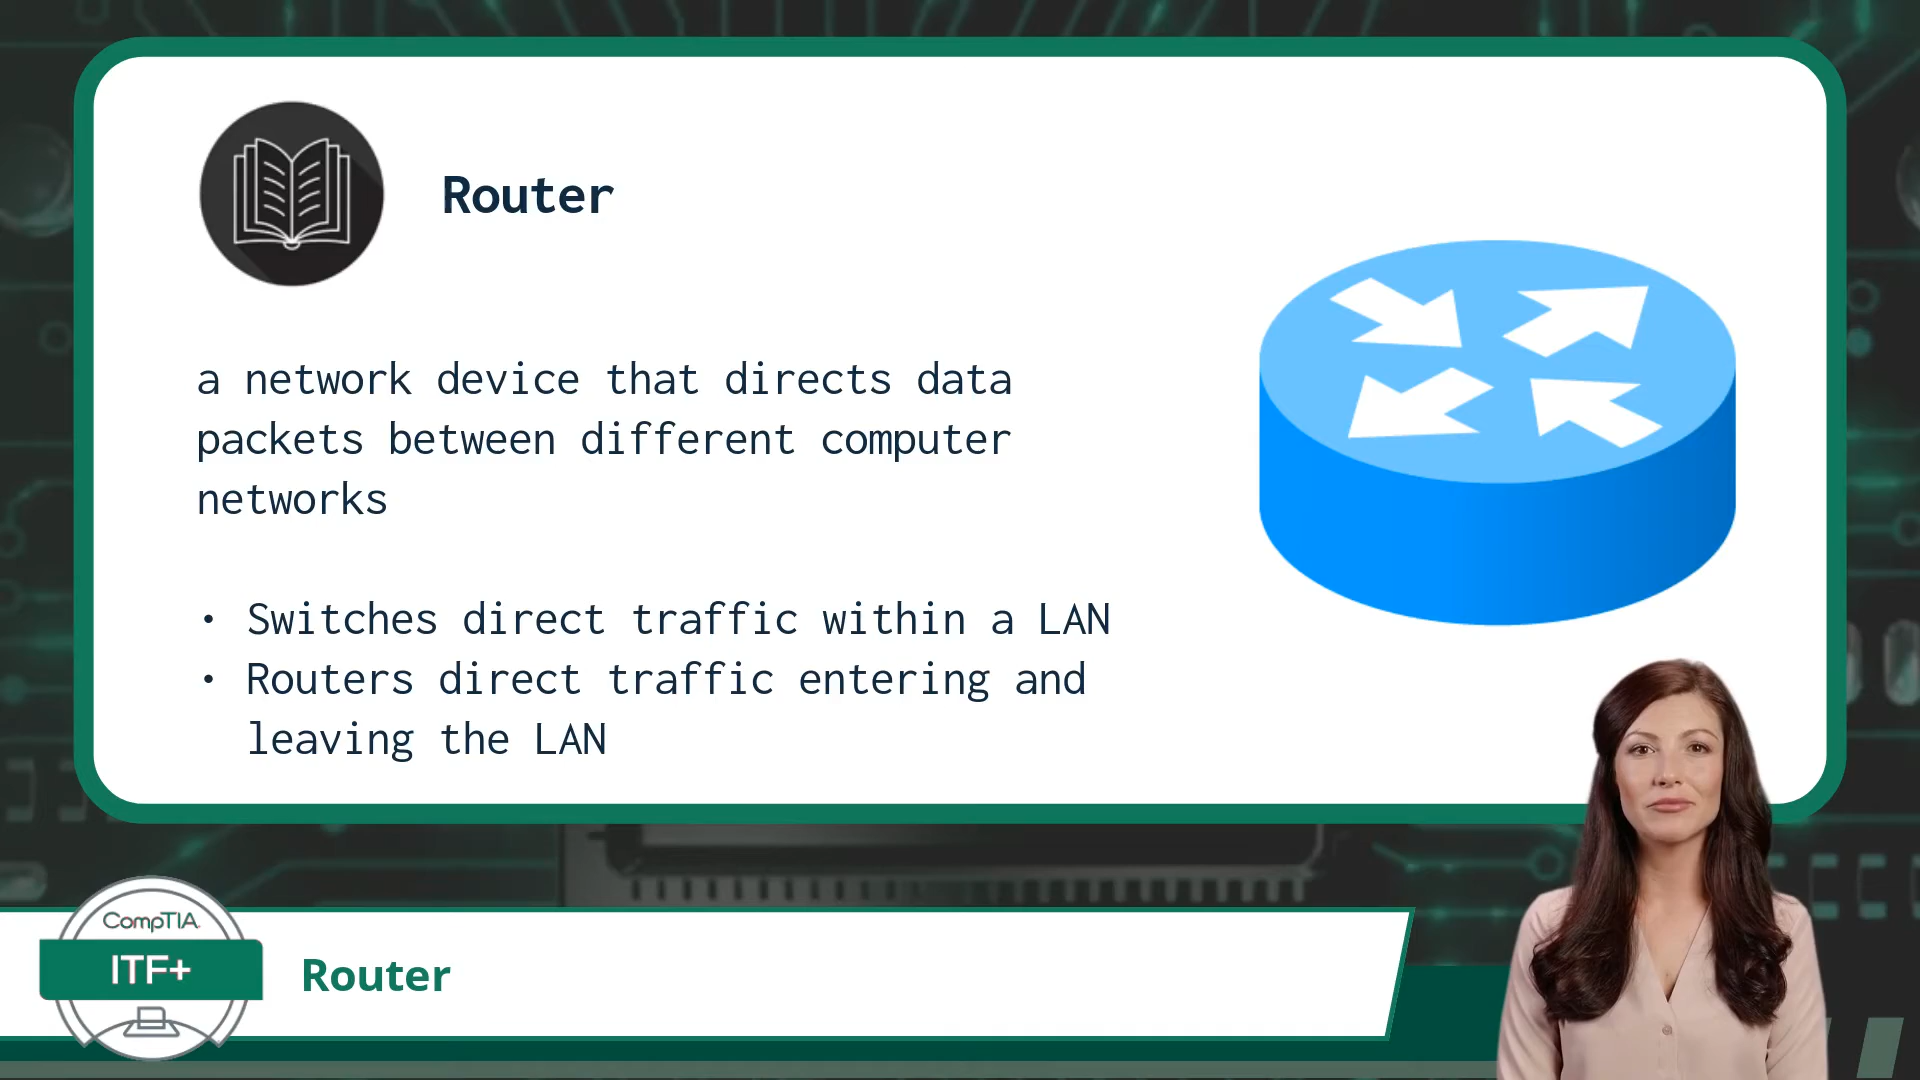 Router
a network device that directs data
packets between different computer
networks
• Switches direct traffic within a LAN
• Routers direct traffic entering and
leaving the LAN
CompTIA
ITF+
Router